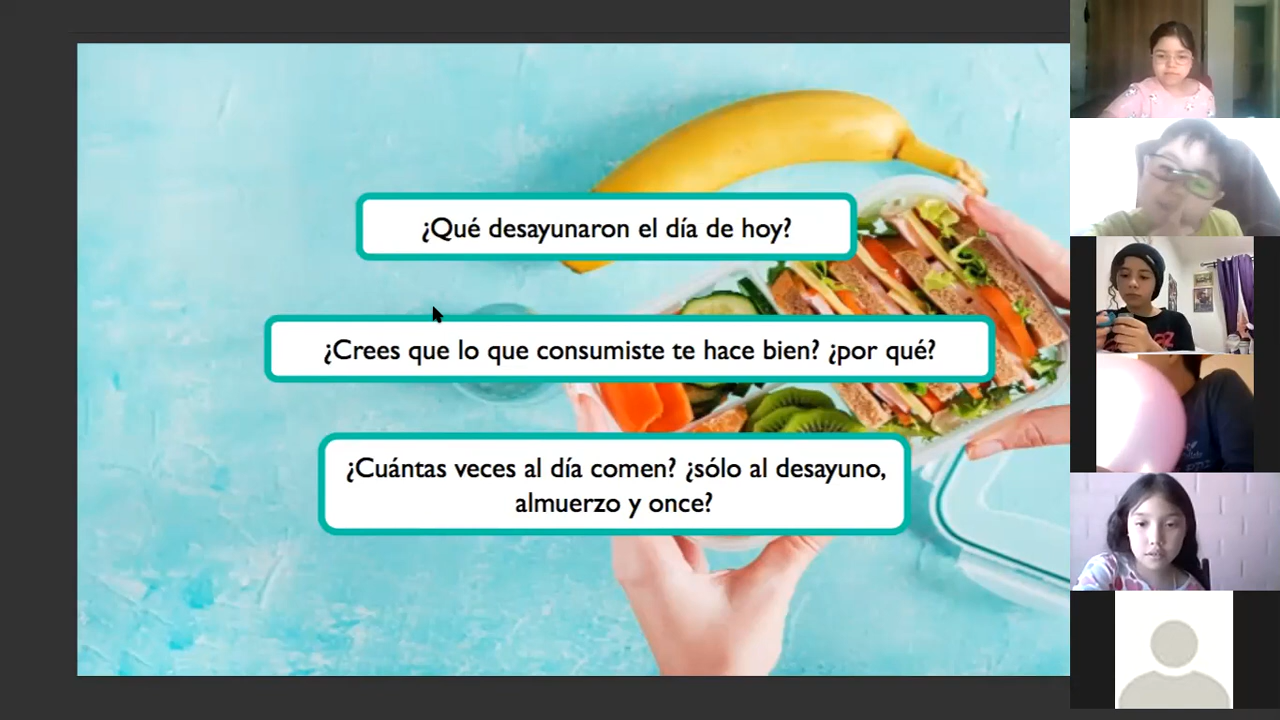 ¿Qué desayunaron el día de hoy?
¿Crees que lo que consumiste te hace bien? ¿por qué?
¿Cuántas veces al día comen? ¿sólo al desayuno,
almuerzo y once?